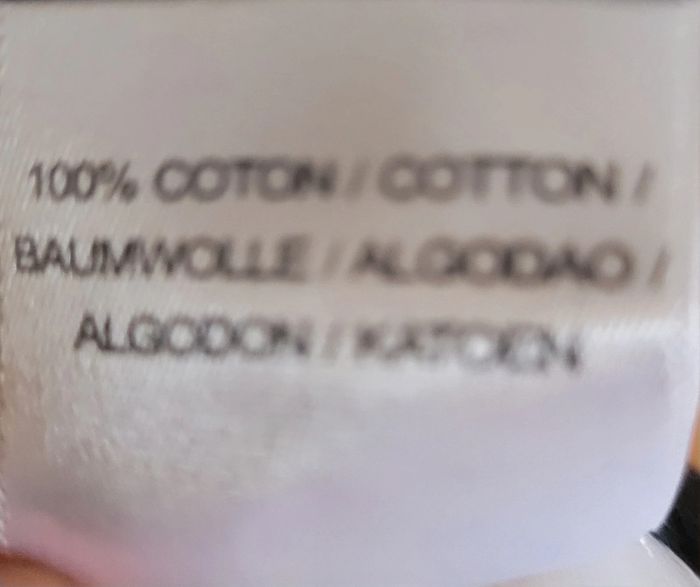 100% COTON / COTTON /
BAUMWOLLE / ALGODAO /
ALGODON / KATOEN